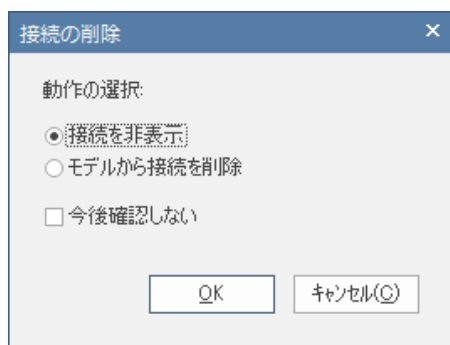 接続の削除
動作の選択:
接続を非表示
モデルから接続を削除
今後確認しない
OK
キャンセル(C)